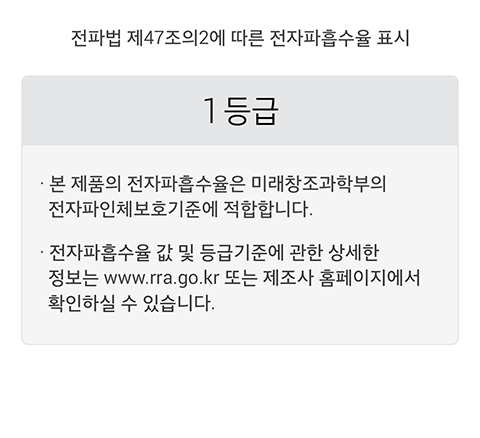 전파법 제47조의2에 따른 전자파흡수율 표시
1 등급
· 본 제품의 전자파흡수율은 미래창조과학부의
전자파인체보호기준에 적합합니다.
· 전자파흡수율 값 및 등급기준에 관한 상세한
정보는 www.rra.go.kr 또는 제조사 홈페이지에서
확인하실 수 있습니다.